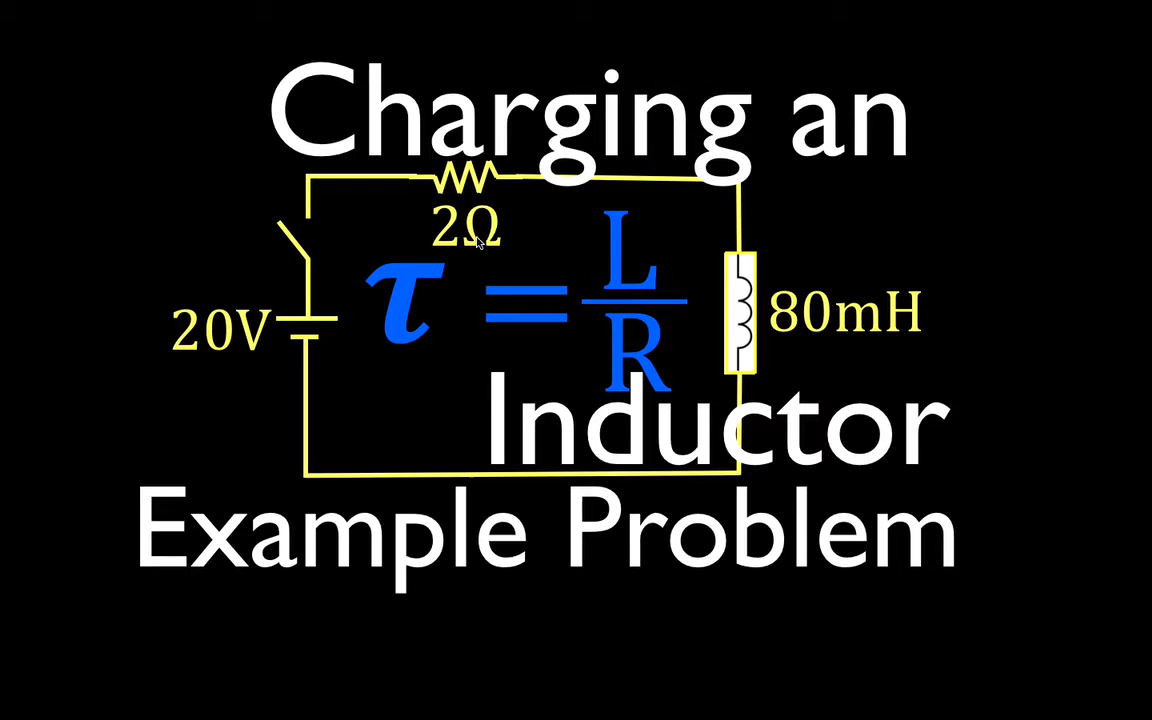 Charging an
2Ω
τ = L/R
20V
80mH
Inductor
Example Problem